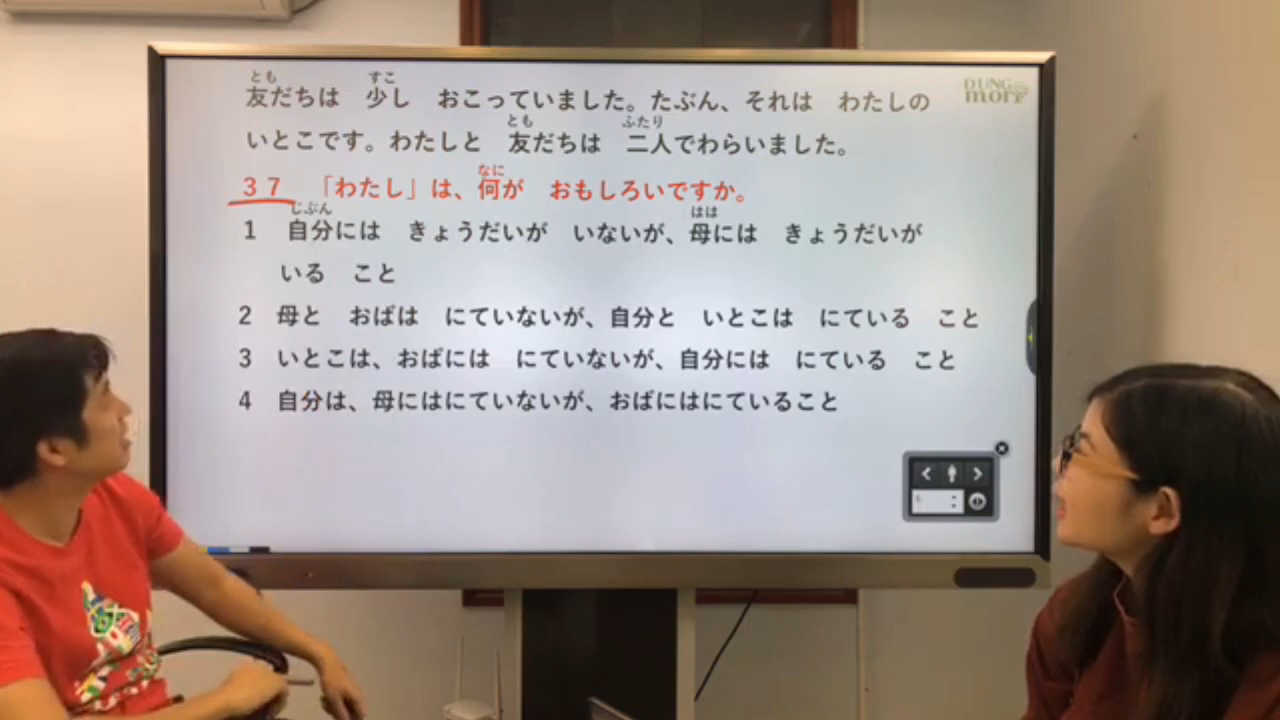 DUNG
mori
友だちは　少し　おこっていました。たぶん、それは　わたしの
いとこです。わたしと　友だちは　二人でわらいました。
３７　「わたし」は、何が　おもしろいですか。
1　自分には　きょうだいが　いないが、母には　きょうだいが
いる　こと
2　母と　おばは　にていないが、自分と　いとこは　にている　こと
3　いとこは、おばには　にていないが、自分には　にている　こと
4　自分は、母にはにていないが、おばにはにていること